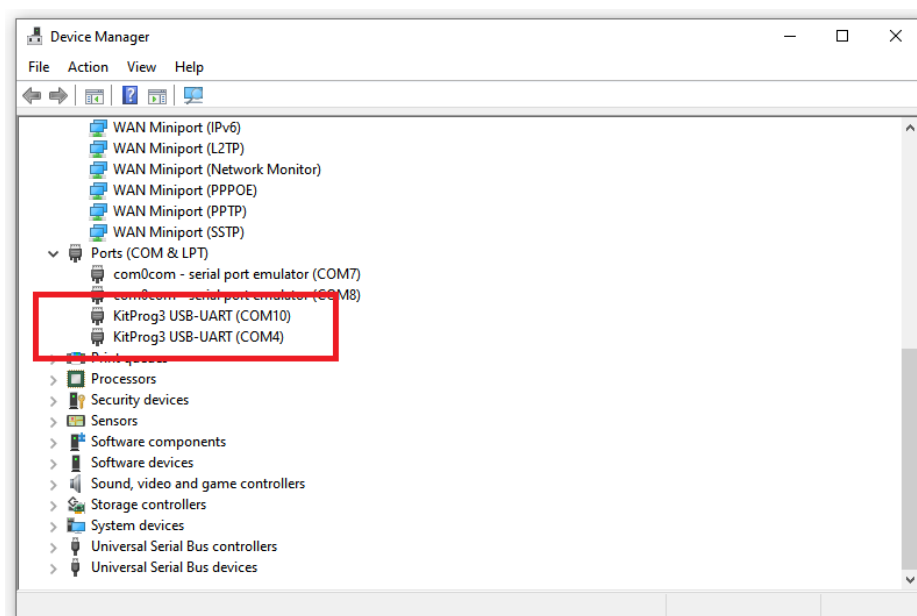 Device Manager
File Action View Help
WAN Miniport (IPv6)
WAN Miniport (L2TP)
WAN Miniport (Network Monitor)
WAN Miniport (PPPOE)
WAN Miniport (PPTP)
WAN Miniport (SSTP)
Ports (COM & LPT)
com0com - serial port emulator (COM7)
com0com - serial port emulator (COM8)
KitProg3 USB-UART (COM10)
KitProg3 USB-UART (COM4)
Print queues
Processors
Security devices
Sensors
Software components
Software devices
Sound, video and game controllers
Storage controllers
System devices
Universal Serial Bus controllers
Universal Serial Bus devices